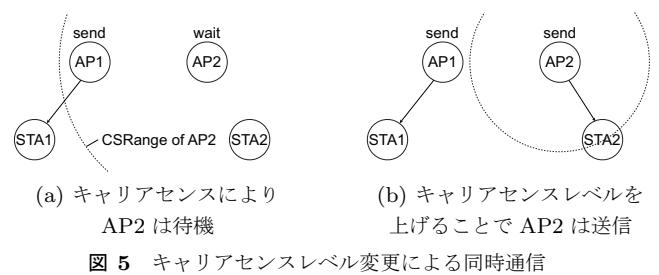 send
wait
AP1
AP2
STA1
CSRange of AP2
STA2
(a) キャリアセンスにより
AP2 は待機
send
send
AP1
AP2
STA1
STA2
(b) キャリアセンスレベルを
上げることで AP2 は送信
図 5 キャリアセンスレベル変更による同時通信